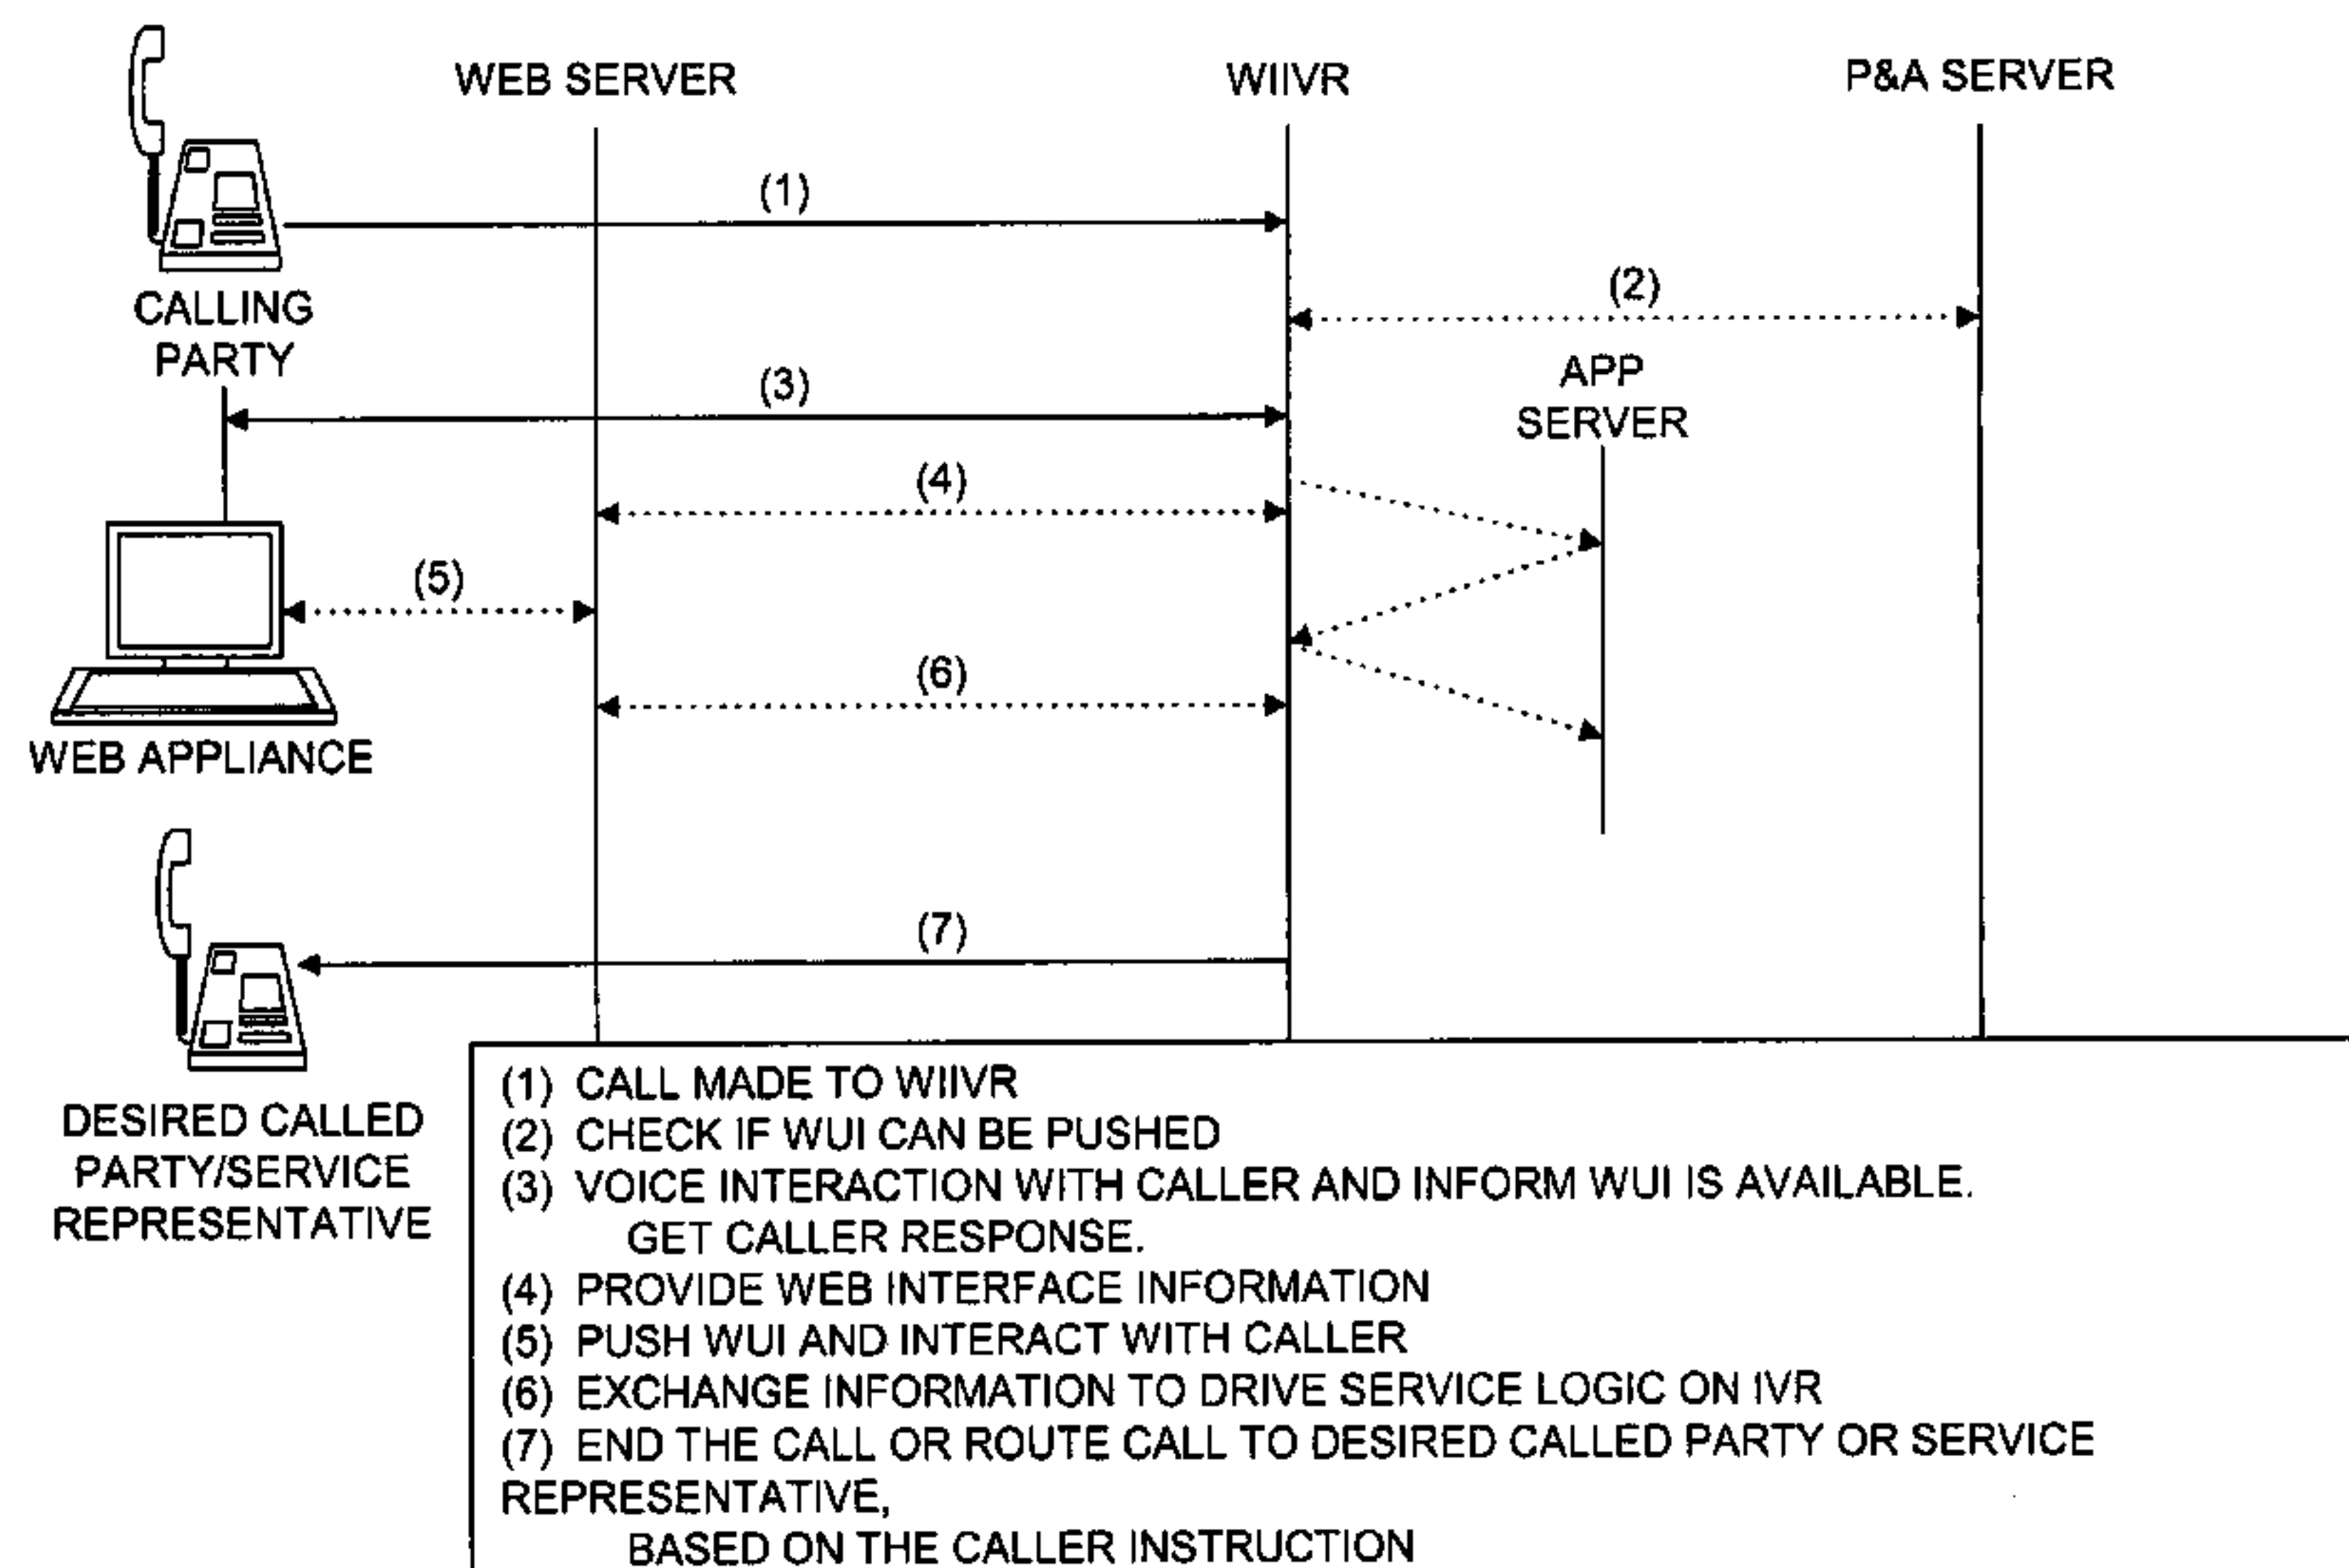 WEB SERVER
WIIVR
P&A SERVER
(1)
(2)
CALLING
PARTY
(3)
APP
SERVER
(4)
(5)
(6)
WEB APPLIANCE
(7)
DESIRED CALLED
PARTY/SERVICE
REPRESENTATIVE
(1) CALL MADE TO WIIVR
(2) CHECK IF WUI CAN BE PUSHED
(3) VOICE INTERACTION WITH CALLER AND INFORM WUI IS AVAILABLE.
GET CALLER RESPONSE.
(4) PROVIDE WEB INTERFACE INFORMATION
(5) PUSH WUI AND INTERACT WITH CALLER
(6) EXCHANGE INFORMATION TO DRIVE SERVICE LOGIC ON IVR
(7) END THE CALL OR ROUTE CALL TO DESIRED CALLED PARTY OR SERVICE
REPRESENTATIVE,
BASED ON THE CALLER INSTRUCTION